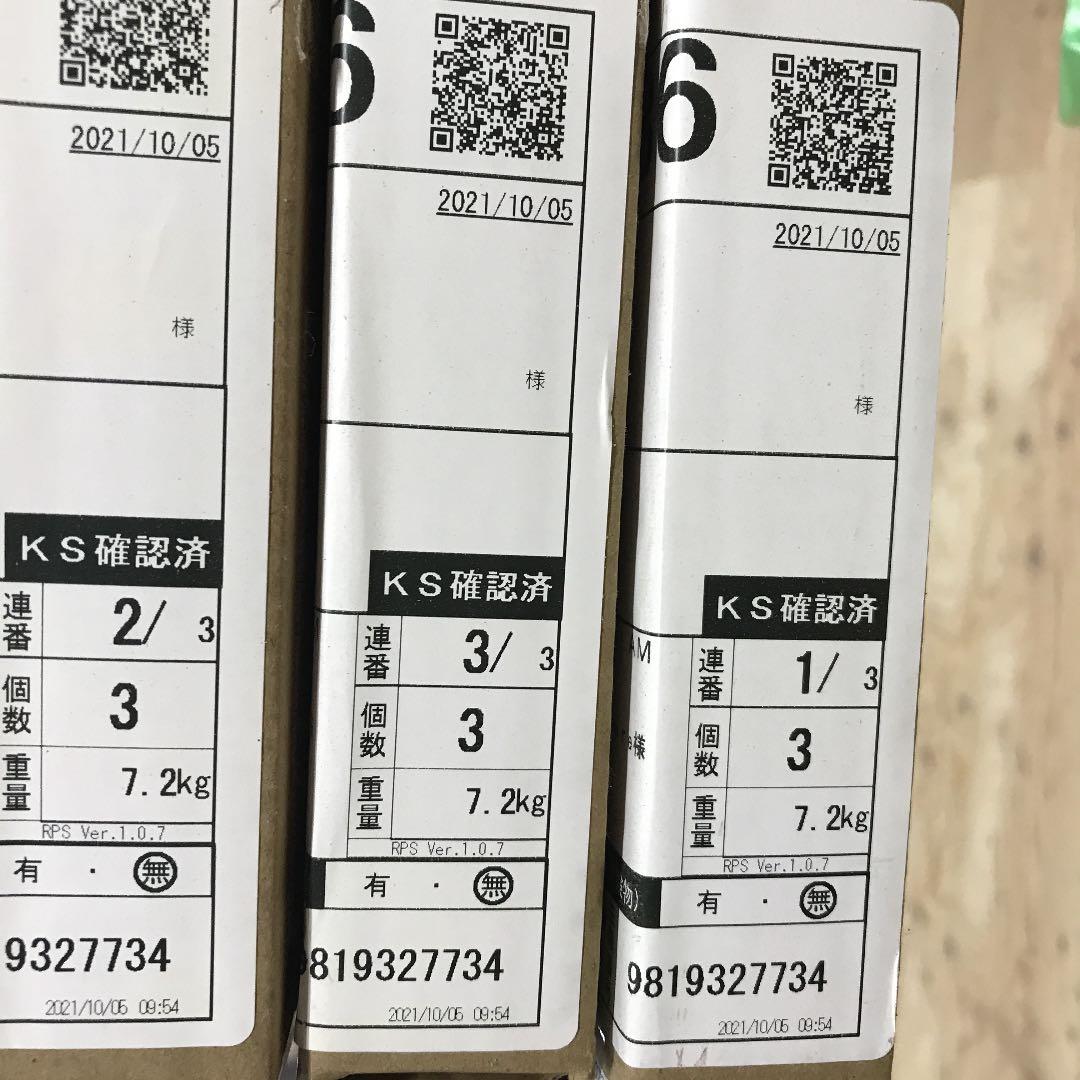 2021/10/05
様
KS確認済
連番 2/ 3
個数 3
重量 7.2kg
RPS Ver.1.0.7
有 · 無
9327734
2021/10/05 09:54
6
2021/10/05
様
KS確認済
連番 3/ 3
個数 3
重量 7.2kg
RPS Ver.1.0.7
有 · 無
9819327734
2021/10/05 09:54
6
2021/10/05
様
KS確認済
AM
連番 1/ 3
様
個数 3
重量 7.2kg
RPS Ver.1.0.7
物)
有 · 無
9819327734
2021/10/05 09:54